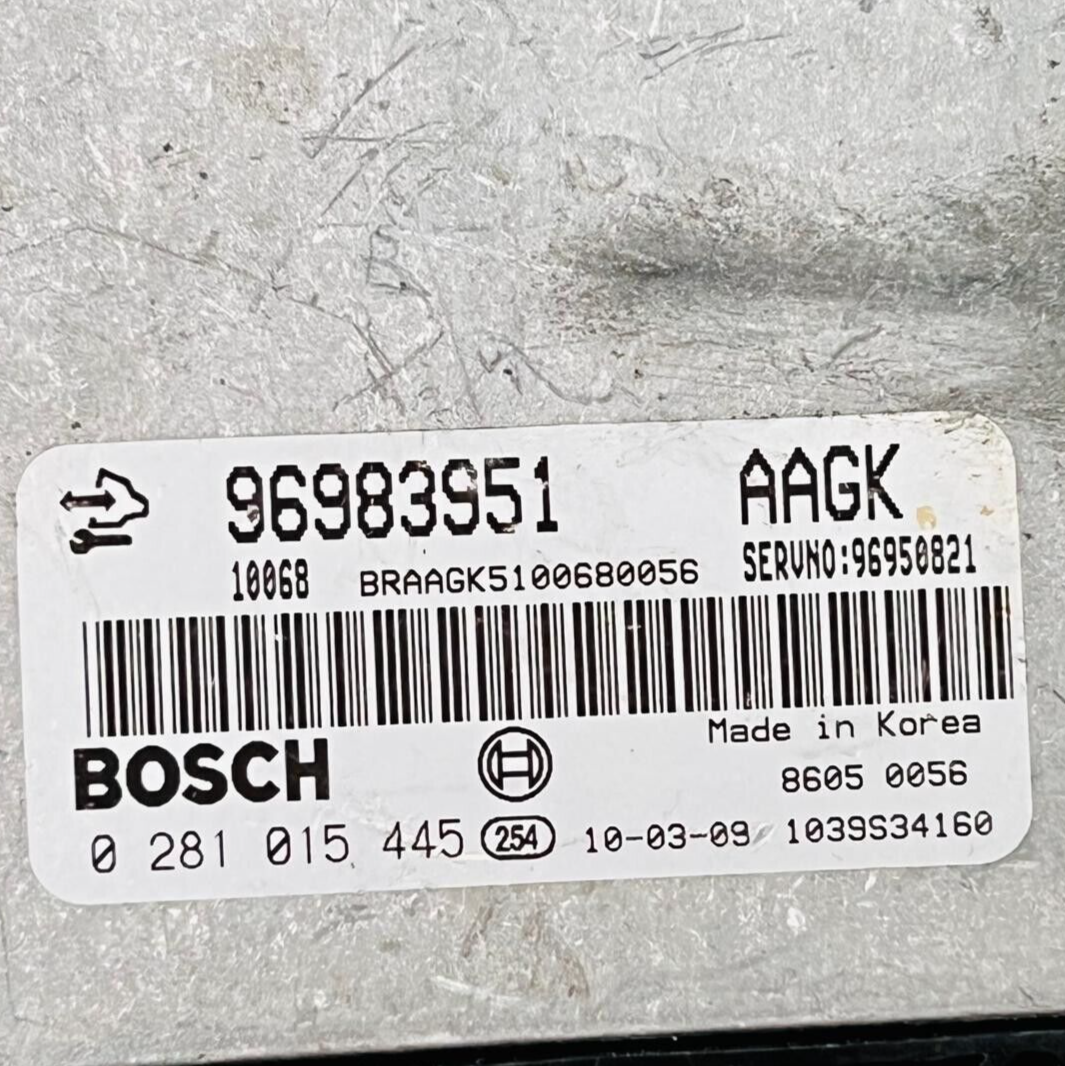 96983951 AAGK
10068 BRAAGK5100680056 SERVNO:96950821
Made in Korea
BOSCH 8605 0056
0 281 015 445 254 10-03-09 1039S34160